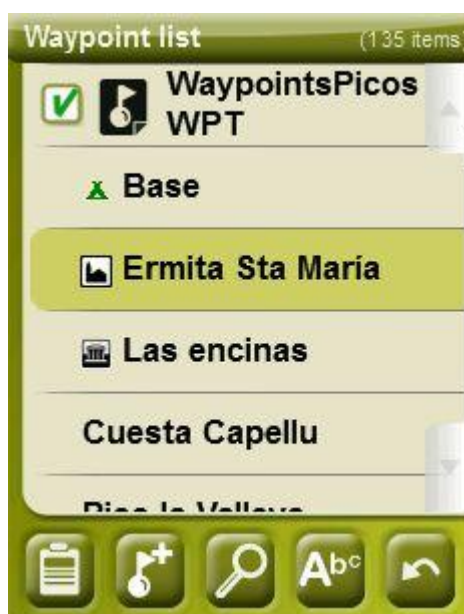 Waypoint list (135 items)
WaypointsPicos
WPT
Base
Ermita Sta María
Las encinas
Cuesta Capellu
Abc